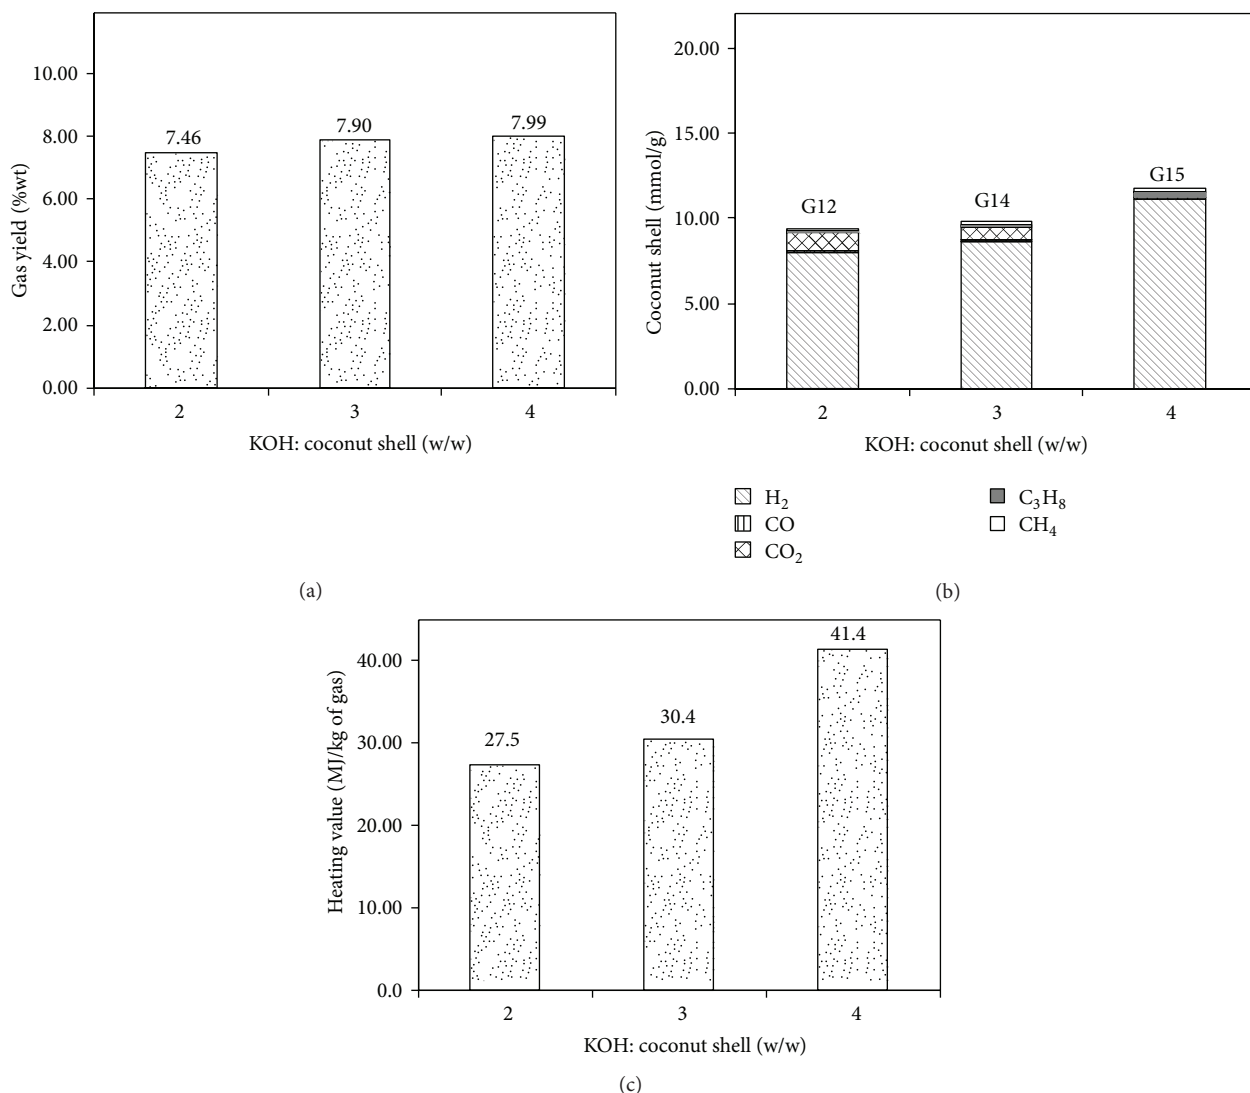 10.00
8.00
6.00
4.00
2.00
0.00
Gas yield (%wt)
7.46
7.90
7.99
2
3
4
KOH: coconut shell (w/w)
(a)
20.00
15.00
10.00
5.00
0.00
Coconut shell (mmol/g)
G12
G14
G15
2
3
4
KOH: coconut shell (w/w)
H₂
CO
CO₂
C₃H₈
CH₄
(b)
40.00
30.00
20.00
10.00
0.0
Heating value (MJ/kg of gas)
27.5
30.4
41.4
2
3
4
KOH: coconut shell (w/w)
(c)